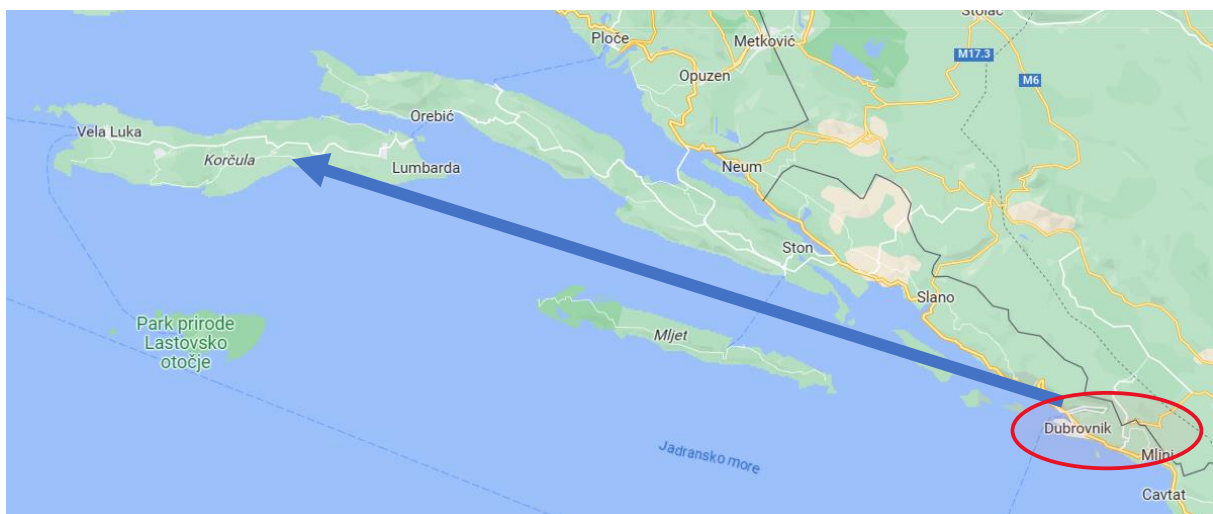 Stolac
Ploče
Metković
M17.3
Opuzen
M6
Orebić
Vela Luka
Korčula
Lumbarda
Neum
Ston
Slano
Park prirode
Lastovsko
otočje
Mljet
Dubrovnik
Jadransko more
Mlini
Cavtat